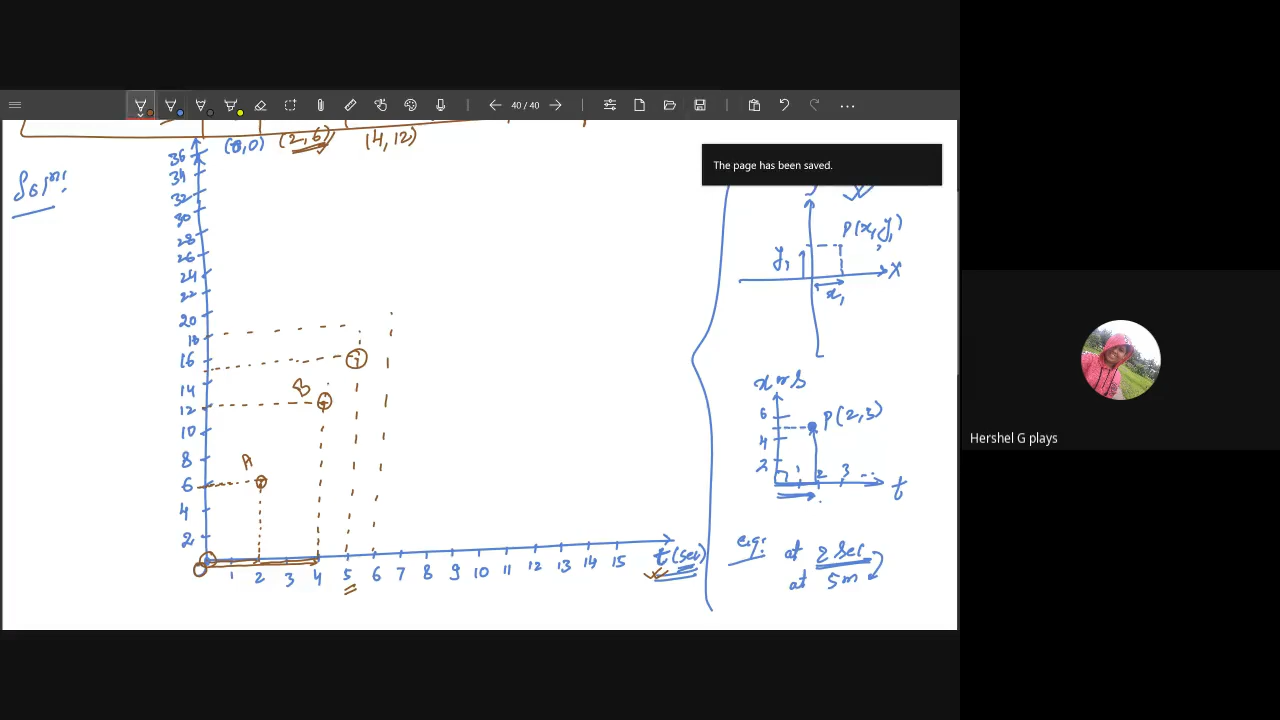 40 / 40
The page has been saved.
(0,0) (2,6) (4,12)
Solⁿ:
36
34
32
30
28
26
24
22
20
18
16
14
12
10
8
6
4
2
A
B
1 2 3 4 5 6 7 8 9 10 11 12 13 14 15
t (sec)
y
P(x₁,y₁)
y₁
X
x₁
x or s
6
4
2
P(2,5)
1 2 3 ..
t
e.g:
at 2 sec
at 5m
Hershel G plays